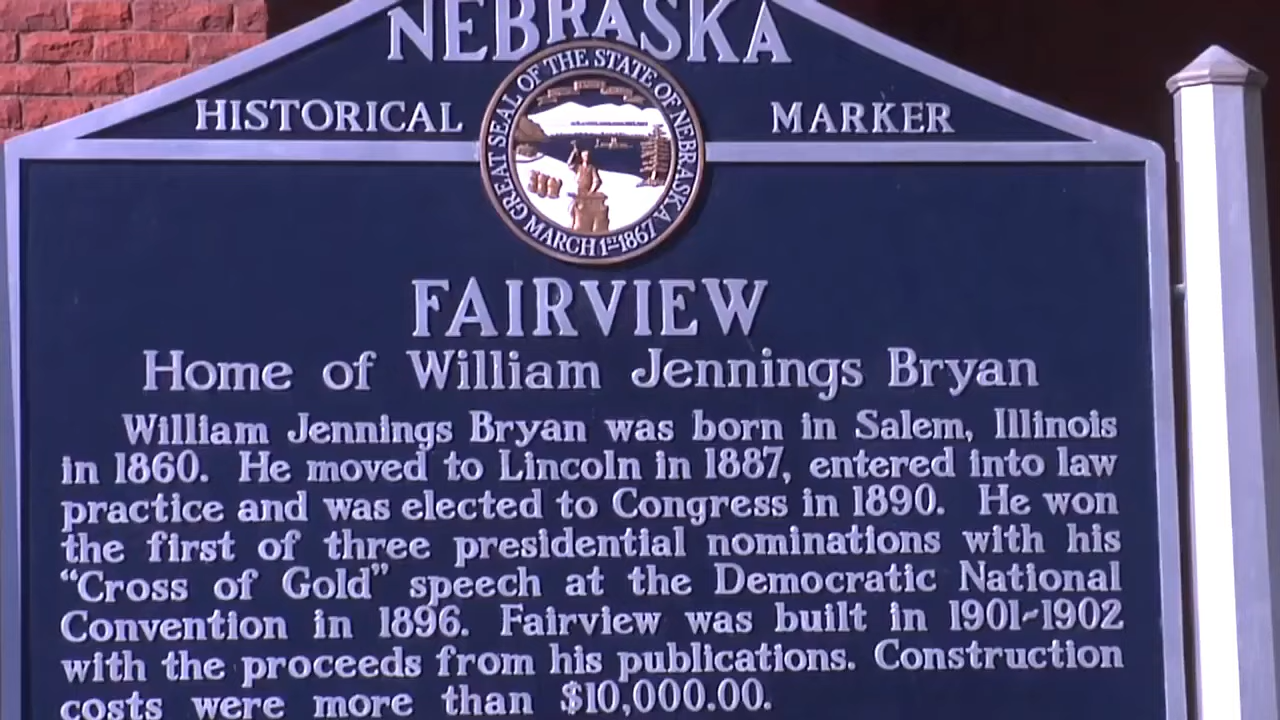 NEBRASKA
HISTORICAL MARKER
GREAT SEAL OF THE STATE OF NEBRASKA
MARCH 1ST 1867
FAIRVIEW
Home of William Jennings Bryan
William Jennings Bryan was born in Salem, Illinois
in 1860. He moved to Lincoln in 1887, entered into law
practice and was elected to Congress in 1890. He won
the first of three presidential nominations with his
“Cross of Gold” speech at the Democratic National
Convention in 1896. Fairview was built in 1901-1902
with the proceeds from his publications. Construction
costs were more than $10,000.00.